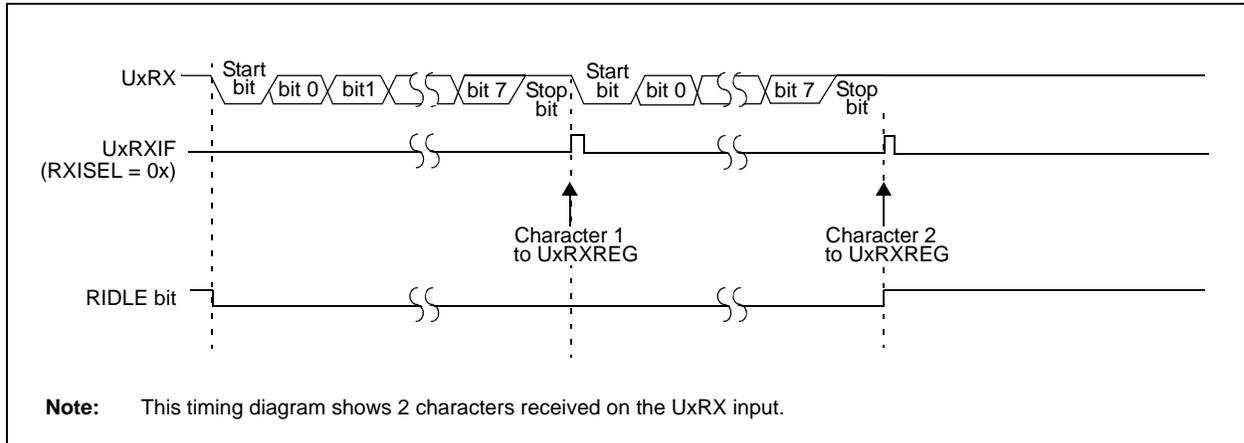 UxRX
Start
bit
bit 0
bit1
bit 7
Stop
bit
Start
bit
bit 0
bit 7
Stop
bit
UxRXIF
(RXISEL = 0x)
Character 1
to UxRXREG
Character 2
to UxRXREG
RIDLE bit
Note: This timing diagram shows 2 characters received on the UxRX input.